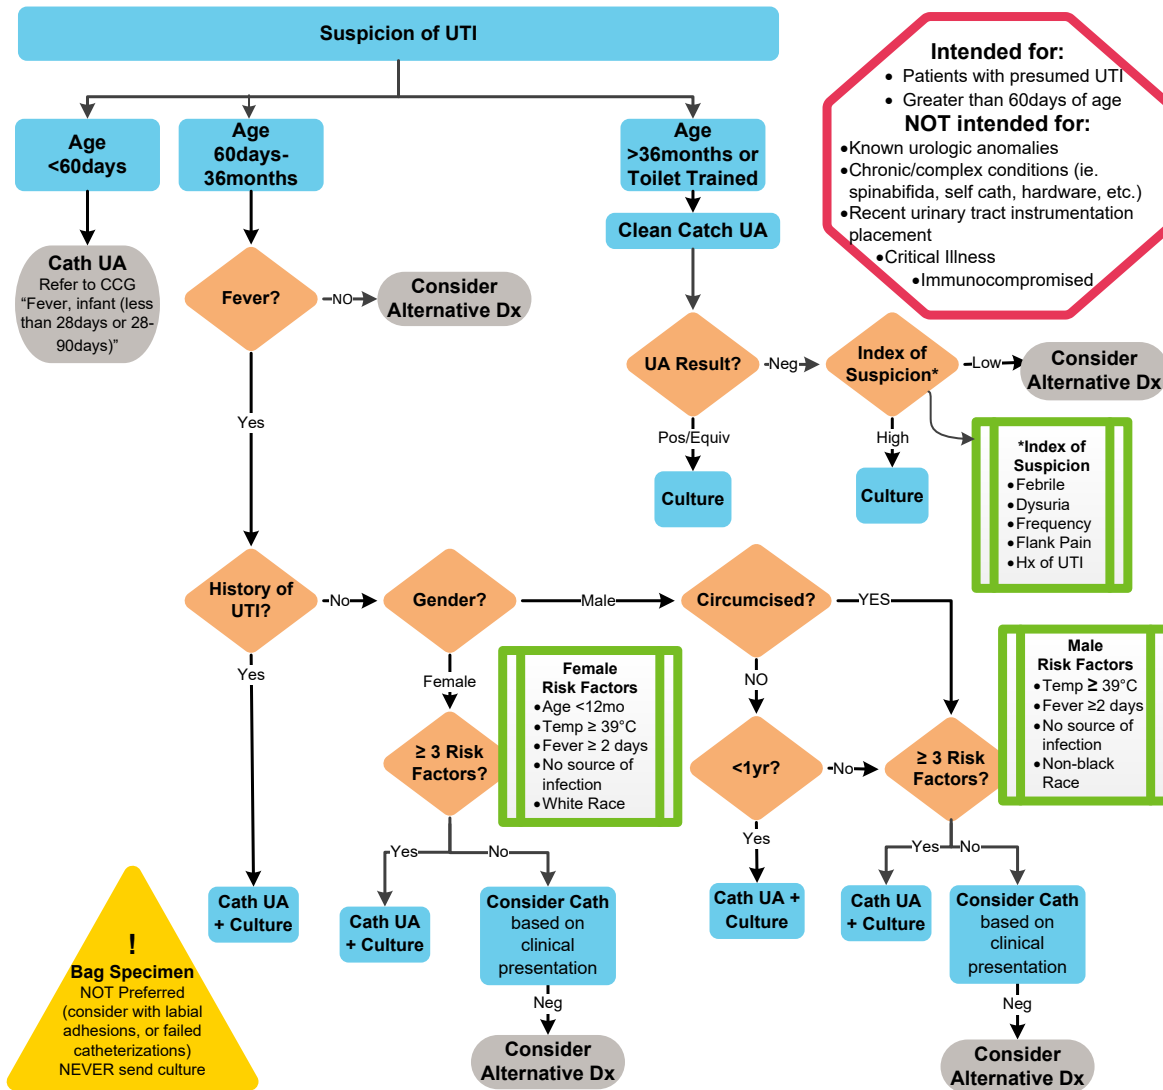 Suspicion of UTI
Intended for:
• Patients with presumed UTI
• Greater than 60days of age
NOT intended for:
•Known urologic anomalies
•Chronic/complex conditions (ie.
spinabifida, self cath, hardware, etc.)
•Recent urinary tract instrumentation
placement
•Critical Illness
•Immunocompromised
Age
<60days
Age
60days-
36months
Age
>36months or
Toilet Trained
Cath UA
Refer to CCG
“Fever, infant (less
than 28days or 28-
90days)”
Fever?
NO
Consider
Alternative Dx
Yes
Clean Catch UA
UA Result?
Neg
Index of
Suspicion*
Low
Consider
Alternative Dx
Pos/Equiv
Culture
High
Culture
*Index of
Suspicion
•Febrile
•Dysuria
•Frequency
•Flank Pain
•Hx of UTI
History of
UTI?
No
Gender?
Male
Circumcised?
YES
Yes
Female
NO
Female
Risk Factors
•Age <12mo
•Temp ≥ 39°C
•Fever ≥ 2 days
•No source of
infection
•White Race
Male
Risk Factors
•Temp ≥ 39°C
•Fever ≥2 days
•No source of
infection
•Non-black
Race
≥ 3 Risk
Factors?
<1yr?
No
≥ 3 Risk
Factors?
Yes
No
Yes
Yes
No
Cath UA
+ Culture
Cath UA
+ Culture
Consider Cath
based on
clinical
presentation
Cath UA +
Culture
Cath UA
+ Culture
Consider Cath
based on
clinical
presentation
Neg
Consider
Alternative Dx
Neg
Consider
Alternative Dx
!
Bag Specimen
NOT Preferred
(consider with labial
adhesions, or failed
catheterizations)
NEVER send culture